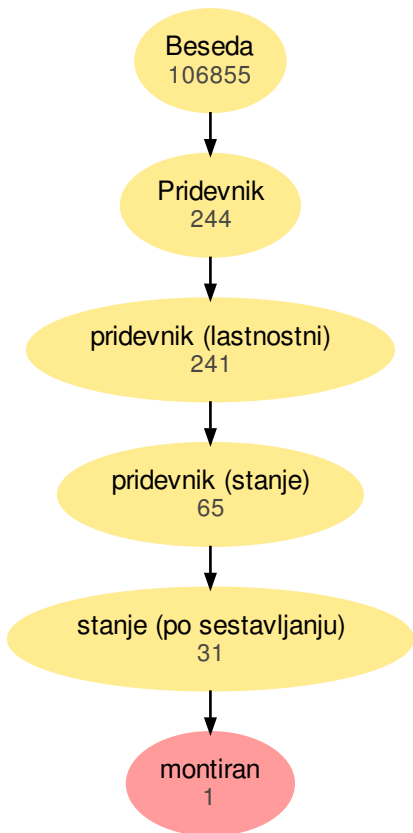 Beseda
106855
Pridevnik
244
pridevnik (lastnostni)
241
pridevnik (stanje)
65
stanje (po sestavljanju)
31
montiran
1